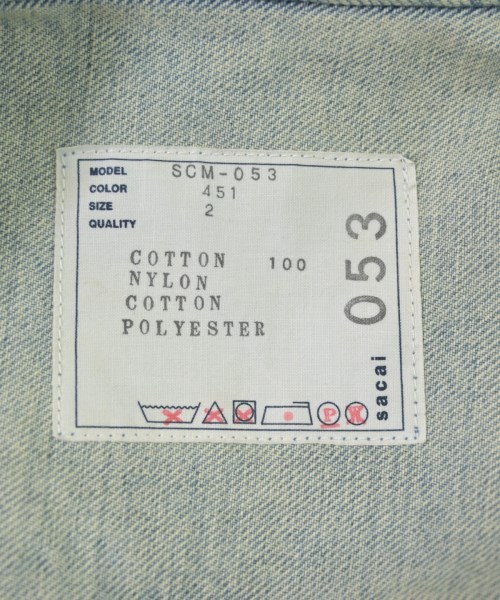 MODEL SCM-053
COLOR 451
SIZE 2
QUALITY
COTTON 100
NYLON
COTTON
POLYESTER
053
sacai
P
W